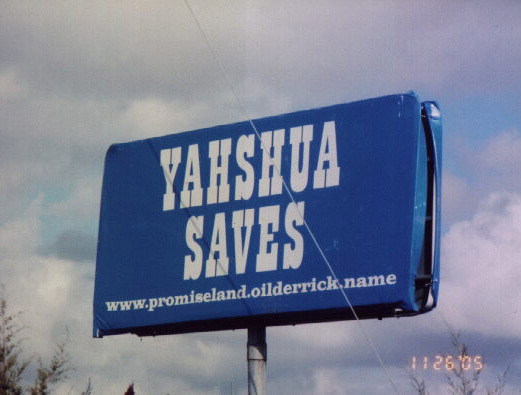 YAHSHUA
SAVES
www.promiseland.oilderrick.name
11 26 '05